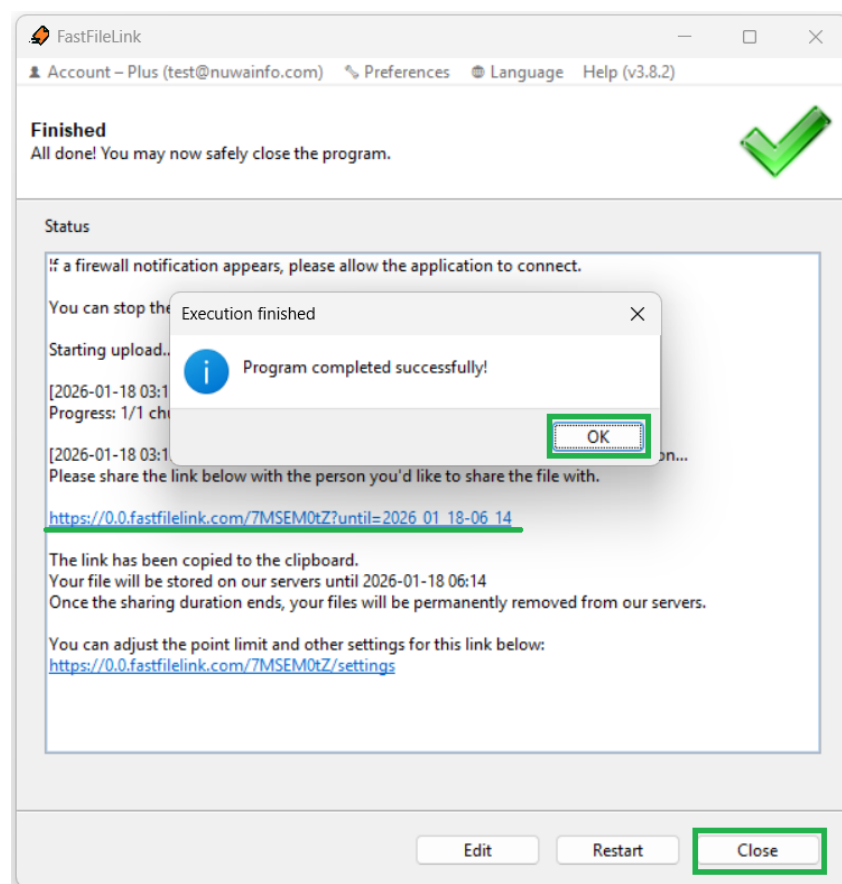 FastFileLink
Account – Plus (test@nuwainfo.com) Preferences Language Help (v3.8.2)
Finished
All done! You may now safely close the program.
Status
If a firewall notification appears, please allow the application to connect.
You can stop the
Execution finished
Starting upload..
Program completed successfully!
[2026-01-18 03:1
Progress: 1/1 chu
OK
[2026-01-18 03:1 on...
Please share the link below with the person you'd like to share the file with.
https://0.0.fastfilelink.com/7MSEM0tZ?until=2026_01_18-06_14
The link has been copied to the clipboard.
Your file will be stored on our servers until 2026-01-18 06:14
Once the sharing duration ends, your files will be permanently removed from our servers.
You can adjust the point limit and other settings for this link below:
https://0.0.fastfilelink.com/7MSEM0tZ/settings
Edit Restart Close